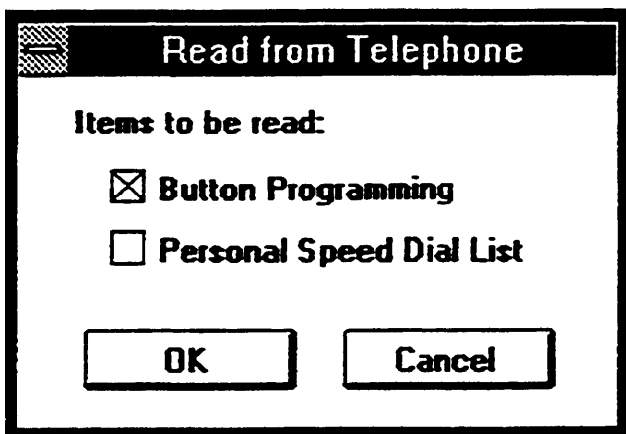 Read from Telephone
Items to be read:
Button Programming
Personal Speed Dial List
OK Cancel